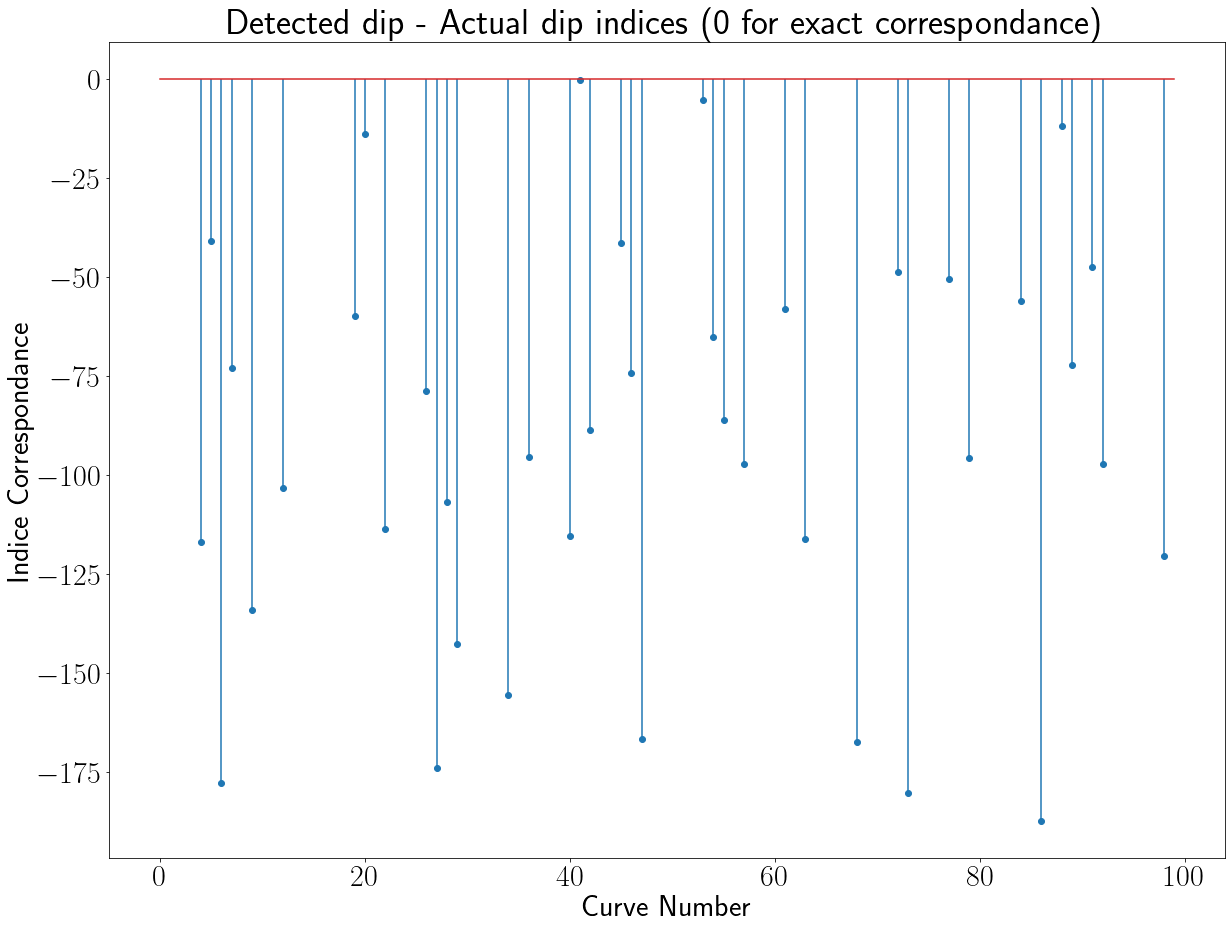 Detected dip - Actual dip indices (0 for exact correspondance)
0
−25
−50
−75
−100
−125
−150
−175
Indice Correspondance
0 20 40 60 80 100
Curve Number